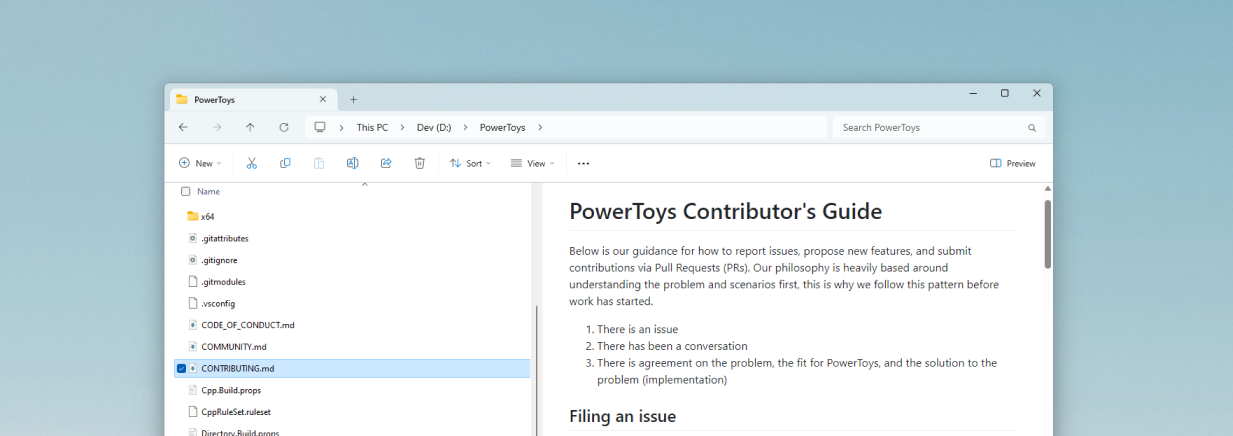 PowerToys
This PC
Dev (D:)
PowerToys
Search PowerToys
New
Sort
View
Preview
Name
x64
.gitattributes
.gitignore
.gitmodules
.vsconfig
CODE_OF_CONDUCT.md
COMMUNITY.md
CONTRIBUTING.md
Cpp.Build.props
CppRuleSet.ruleset
Directory.Build.props
PowerToys Contributor's Guide
Below is our guidance for how to report issues, propose new features, and submit
contributions via Pull Requests (PRs). Our philosophy is heavily based around
understanding the problem and scenarios first, this is why we follow this pattern before
work has started.
1. There is an issue
2. There has been a conversation
3. There is agreement on the problem, the fit for PowerToys, and the solution to the
problem (implementation)
Filing an issue